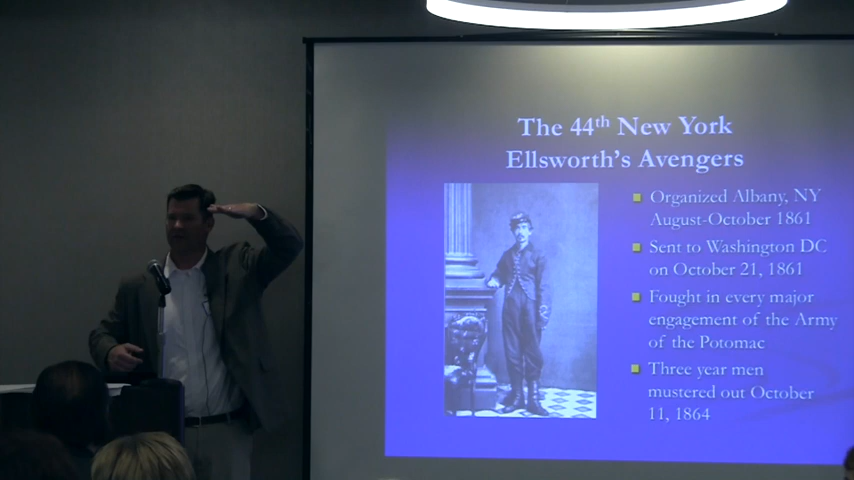 The 44th New York
Ellsworth's Avengers
Organized Albany, NY
August-October 1861
Sent to Washington DC
on October 21, 1861
Fought in every major
engagement of the Army
of the Potomac
Three year men
mustered out October
11, 1864